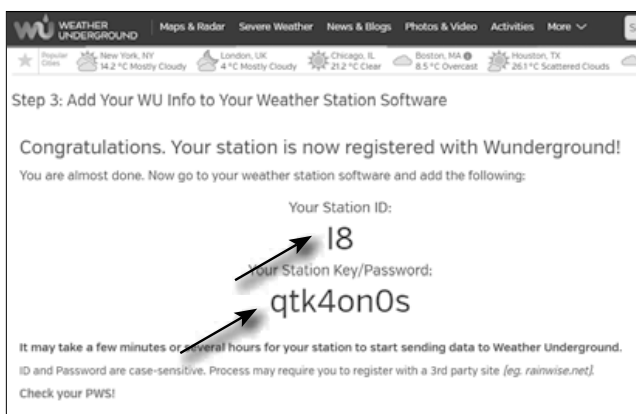 WEATHER UNDERGROUND Maps & Radar Severe Weather News & Blogs Photos & Video Activities More
Popular Cities New York, NY 14.2 °C Mostly Cloudy London, UK 4 °C Mostly Cloudy Chicago, IL 21.2 °C Clear Boston, MA 8.5 °C Overcast Houston, TX 26.1 °C Scattered Clouds
Step 3: Add Your WU Info to Your Weather Station Software
Congratulations. Your station is now registered with Wunderground!
You are almost done. Now go to your weather station software and add the following:
Your Station ID:
I8
Your Station Key/Password:
qtk4on0s
It may take a few minutes or several hours for your station to start sending data to Weather Underground.
ID and Password are case-sensitive. Process may require you to register with a 3rd party site [eg. rainwise.net].
Check your PWS!